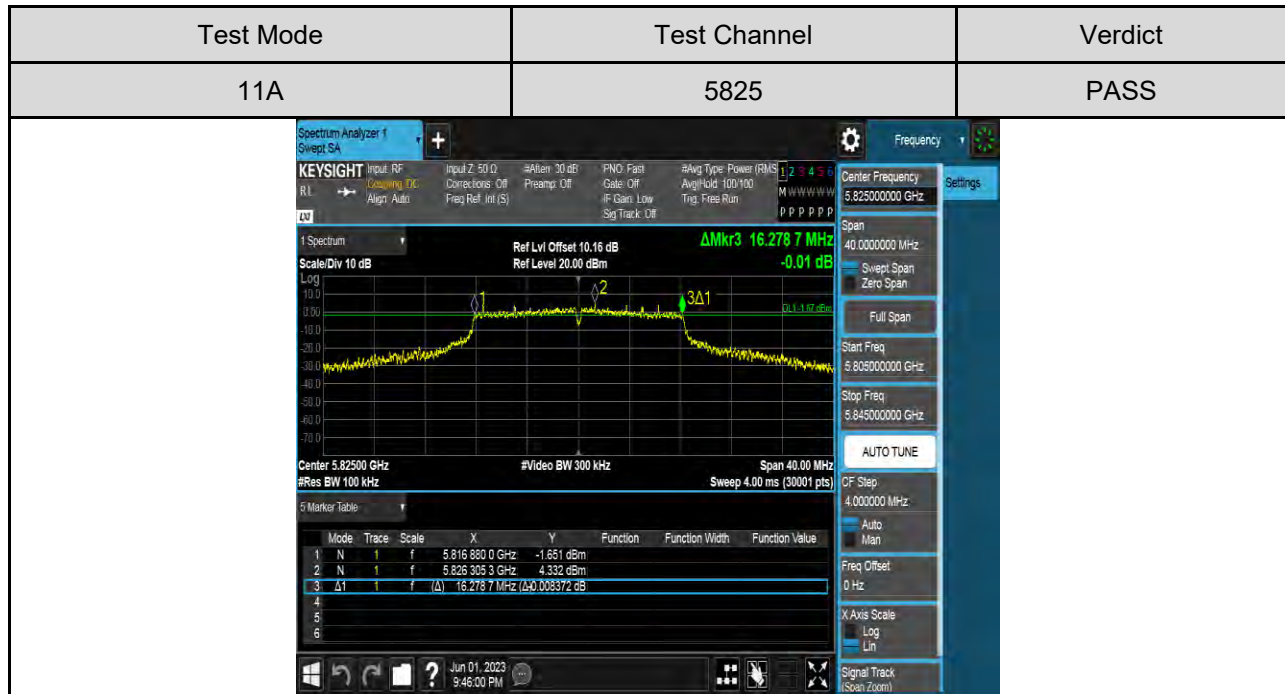 Test Mode Test Channel Verdict
11A 5825 PASS
Spectrum Analyzer 1
Swept SA
+
Frequency
Settings
KEYSIGHT Input: RF Input Z: 50 Ω #Atten: 30 dB PNO: Fast #Avg Type: Power (RMS 1 2 3 4 5 6
RL Coupling: DC Corrections: Off Preamp: Off Gate: Off Avg|Hold: 100/100 M W W W W W
Align: Auto Freq Ref: Int (S) IF Gain: Low Trig: Free Run
LXI Sig Track: Off P P P P P P
1 Spectrum
Scale/Div 10 dB
Ref Lvl Offset 10.16 dB
Ref Level 20.00 dBm
ΔMkr3 16.278 7 MHz
-0.01 dB
Log
10.0
0.00
-10.0
-20.0
-30.0
-40.0
-50.0
-60.0
-70.0
1
2
3Δ1
DL1 -1.67 dBm
Center 5.82500 GHz #Video BW 300 kHz Span 40.00 MHz
#Res BW 100 kHz Sweep 4.00 ms (30001 pts)
5 Marker Table
Mode Trace Scale X Y Function Function Width Function Value
1 N 1 f 5.816 880 0 GHz -1.651 dBm
2 N 1 f 5.826 305 3 GHz 4.332 dBm
3 Δ1 1 f (Δ) 16.278 7 MHz (Δ) -0.008372 dB
4
5
6
Center Frequency
5.825000000 GHz
Span
40.0000000 MHz
Swept Span
Zero Span
Full Span
Start Freq
5.805000000 GHz
Stop Freq
5.845000000 GHz
AUTO TUNE
CF Step
4.000000 MHz
Auto
Man
Freq Offset
0 Hz
X Axis Scale
Log
Lin
Signal Track
(Span Zoom)
?
Jun 01, 2023
9:46:00 PM